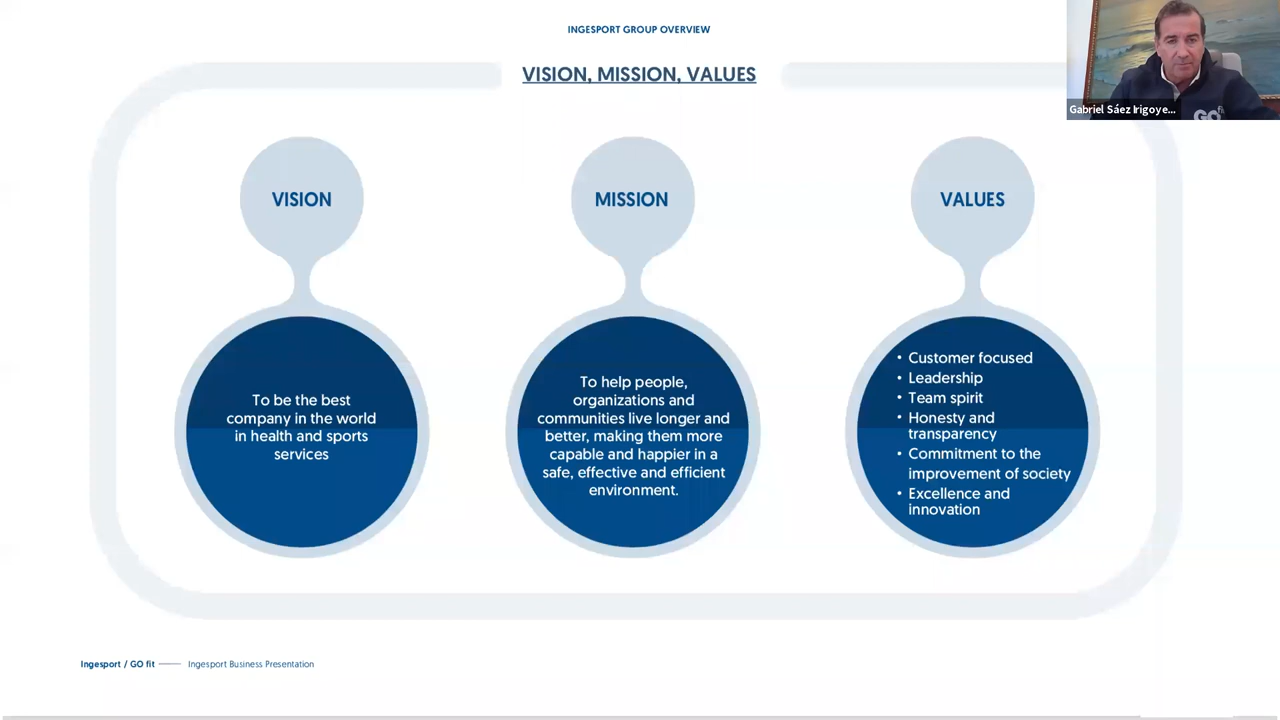 INGESPORT GROUP OVERVIEW
VISION, MISSION, VALUES
Gabriel Sáez Irigoye...
GO fit
VISION
MISSION
VALUES
To be the best
company in the world
in health and sports
services
To help people,
organizations and
communities live longer and
better, making them more
capable and happier in a
safe, effective and efficient
environment.
• Customer focused
• Leadership
• Team spirit
• Honesty and
transparency
• Commitment to the
improvement of society
• Excellence and
innovation
Ingesport / GO fit
Ingesport Business Presentation